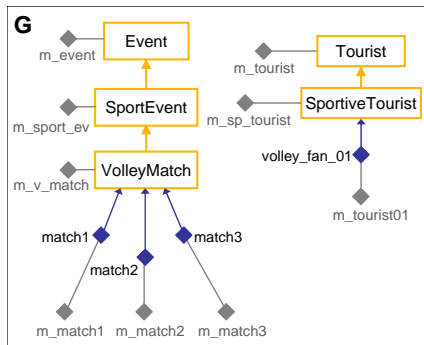 G
Event
m_event
Tourist
m_tourist
SportEvent
m_sport_ev
SportiveTourist
m_sp_tourist
VolleyMatch
m_v_match
volley_fan_01
m_tourist01
match1
match2
match3
m_match1
m_match2
m_match3